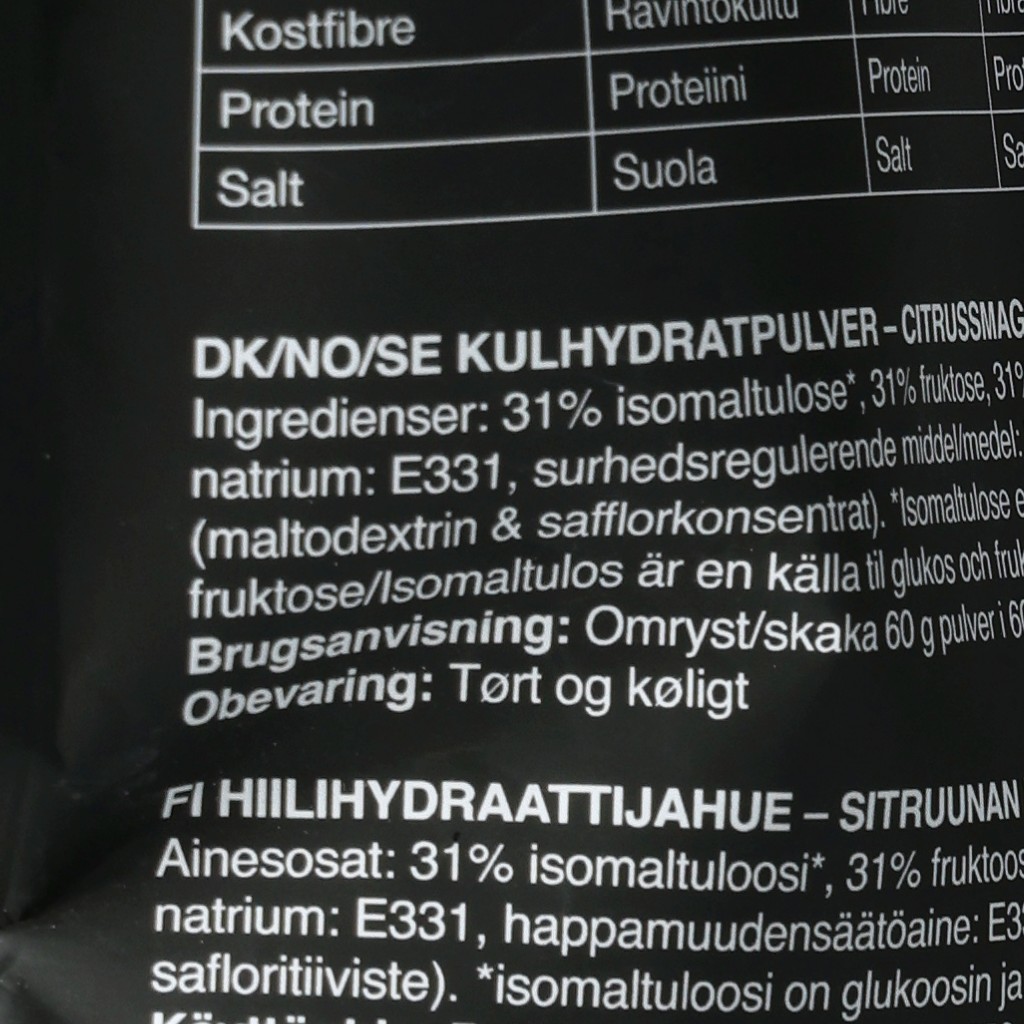 Kostfibre Ravintokuitu Fibre
Protein Proteiini Protein
Salt Suola Salt
DK/NO/SE KULHYDRATPULVER – CITRUSSMAG
Ingredienser: 31% isomaltulose*, 31% fruktose, 31%
natrium: E331, surhedsregulerende middel/medel:
(maltodextrin & safflorkonsentrat). *Isomaltulose
fruktose/Isomaltulos är en källa til glukos och
Brugsanvisning: Omryst/skaka 60 g pulver i
Obevaring: Tørt og køligt
FI HIILIHYDRAATTIJAHUE – SITRUUNAN
Ainesosat: 31% isomaltuloosi*, 31%
natrium: E331, happamuudensäätöaine:
safloritiiviste). *isomaltuloosi on glukoosin ja